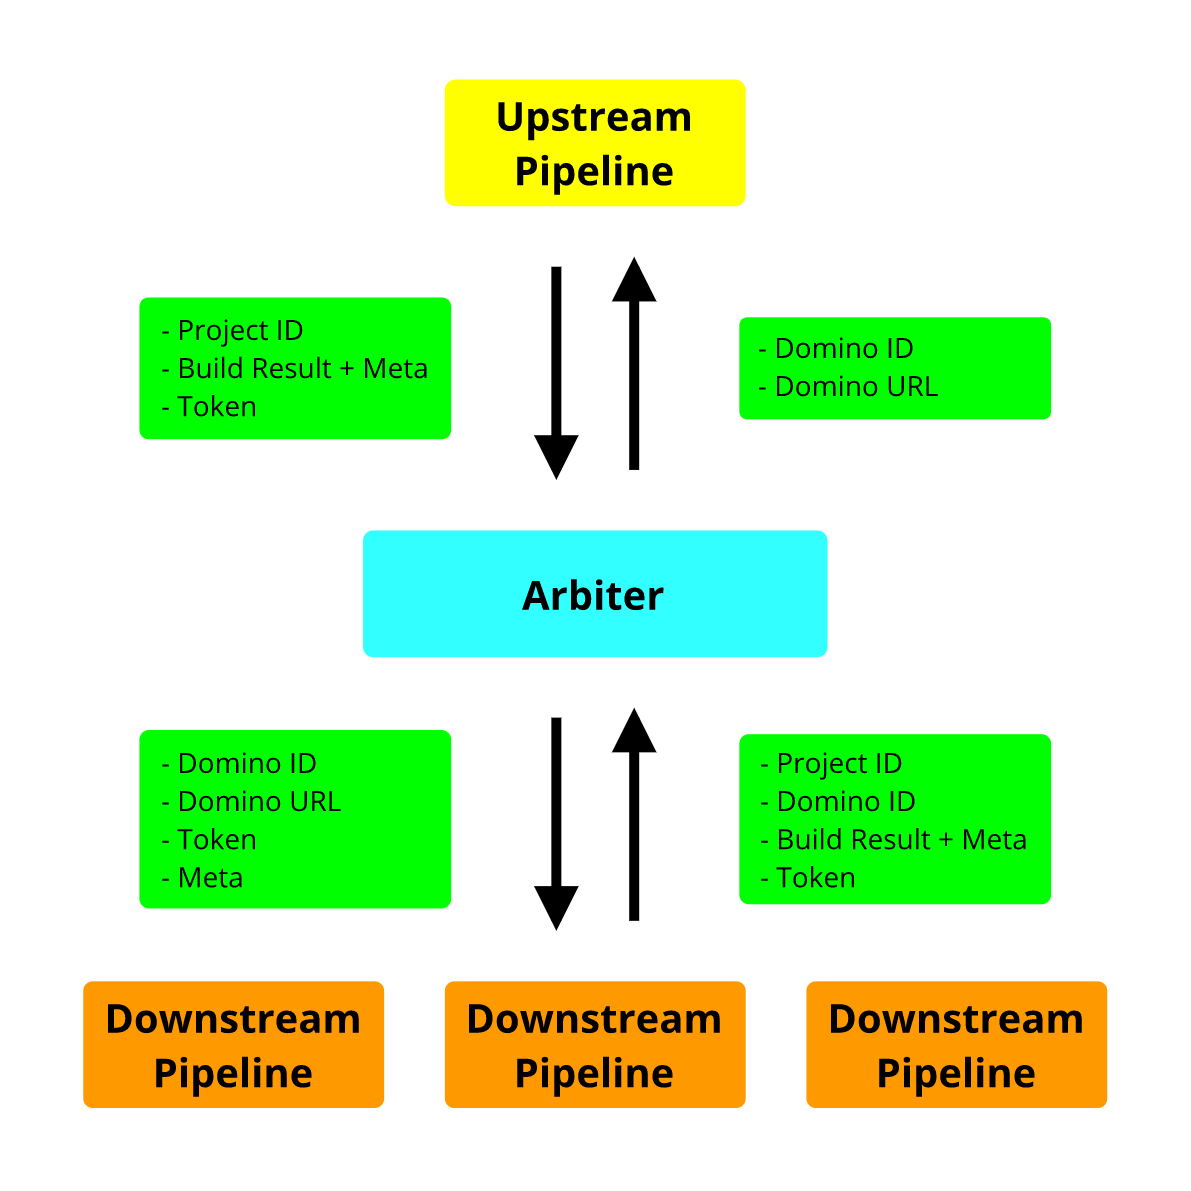 Upstream
Pipeline
- Project ID
- Build Result + Meta
- Token
- Domino ID
- Domino URL
Arbiter
- Domino ID
- Domino URL
- Token
- Meta
- Project ID
- Domino ID
- Build Result + Meta
- Token
Downstream
Pipeline
Downstream
Pipeline
Downstream
Pipeline